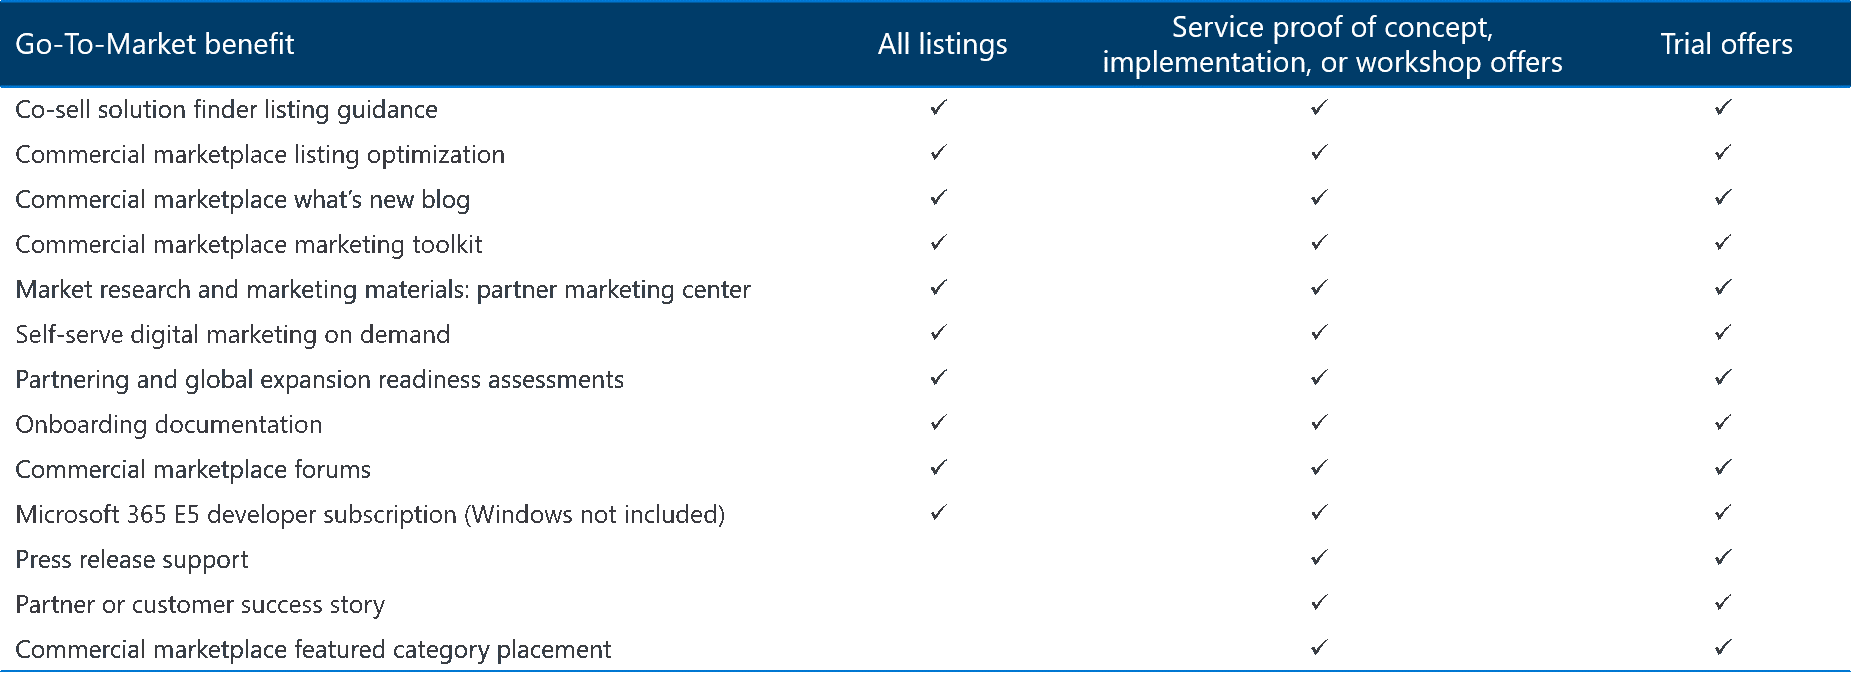 Go-To-Market benefit All listings Service proof of concept, implementation, or workshop offers Trial offers
Co-sell solution finder listing guidance ✓ ✓ ✓
Commercial marketplace listing optimization ✓ ✓ ✓
Commercial marketplace what's new blog ✓ ✓ ✓
Commercial marketplace marketing toolkit ✓ ✓ ✓
Market research and marketing materials: partner marketing center ✓ ✓ ✓
Self-serve digital marketing on demand ✓ ✓ ✓
Partnering and global expansion readiness assessments ✓ ✓ ✓
Onboarding documentation ✓ ✓ ✓
Commercial marketplace forums ✓ ✓ ✓
Microsoft 365 E5 developer subscription (Windows not included) ✓ ✓ ✓
Press release support ✓ ✓
Partner or customer success story ✓ ✓
Commercial marketplace featured category placement ✓ ✓